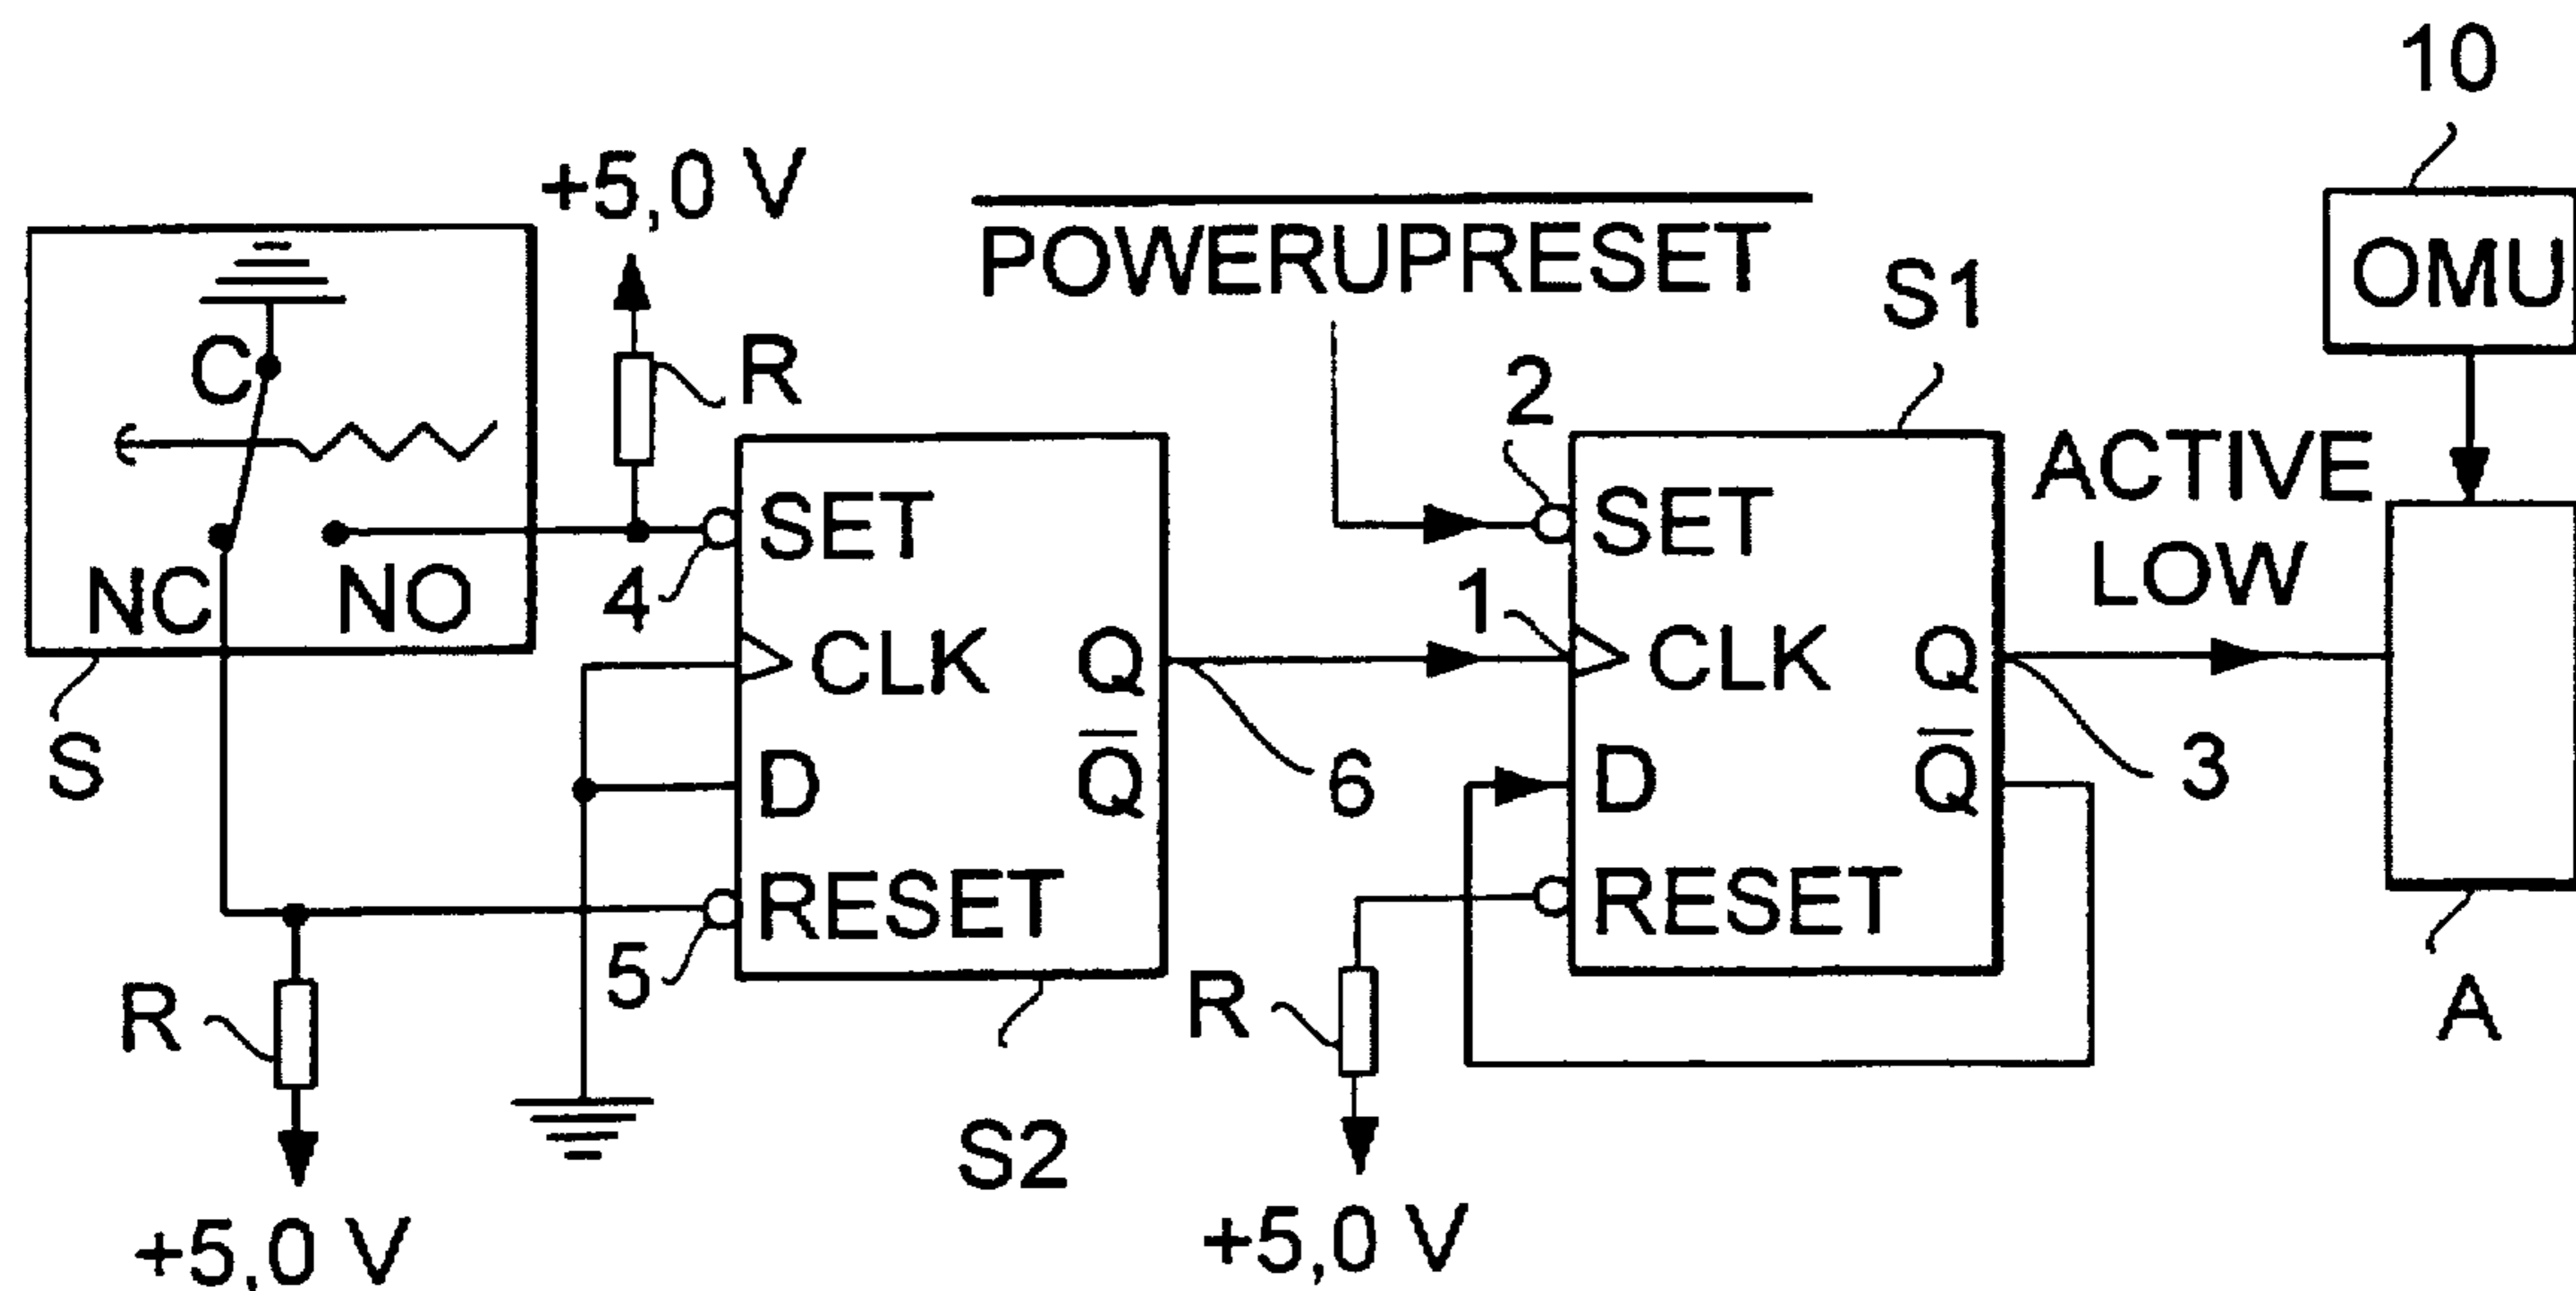 10
+5,0 V
P̅O̅W̅E̅R̅U̅P̅R̅E̅S̅E̅T̅
S1
OMU
C
R
2
ACTIVE
LOW
SET
SET
NC
NO
4
1
CLK
Q
CLK
Q
S
D
Q̅
6
D
Q̅
3
RESET
RESET
5
R
R
A
S2
+5,0 V
+5,0 V